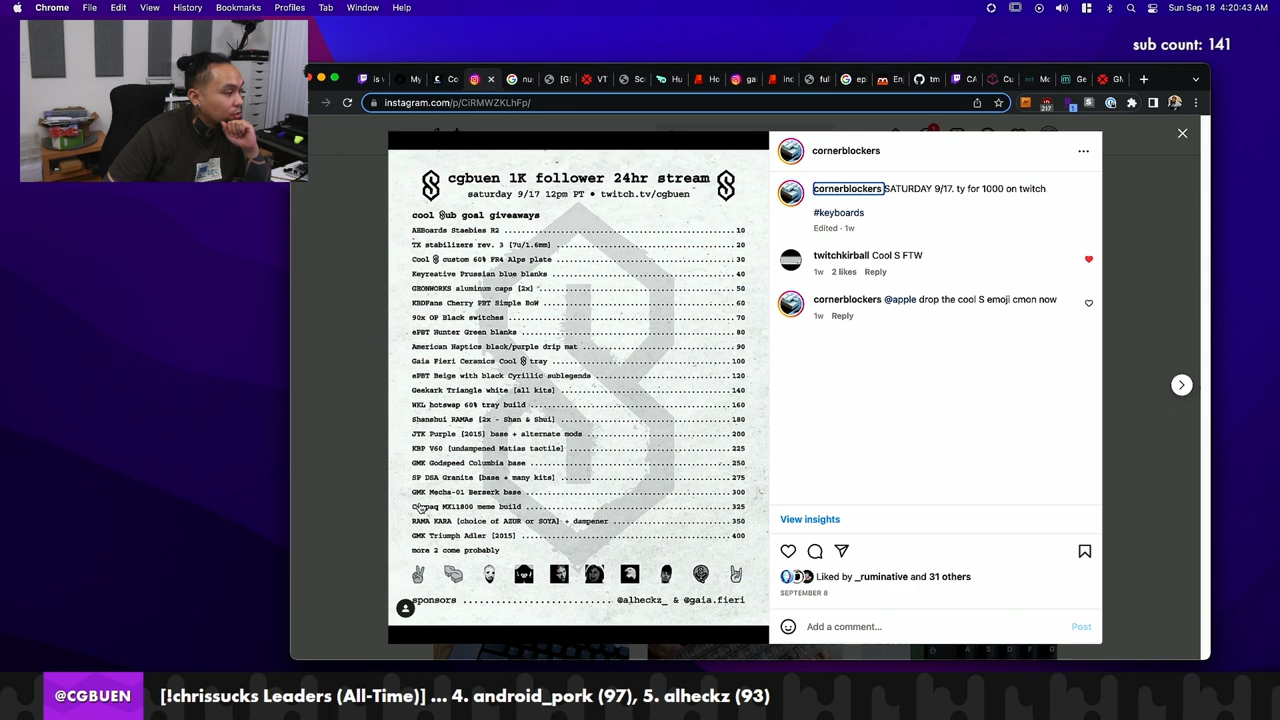 Chrome File Edit View History Bookmarks Profiles Tab Window Help
Sun Sep 18 4:20:43 AM
sub count: 141
instagram.com/p/CiRMWZKLhFp/
217
cgbuen 1K follower 24hr stream
saturday 9/17 12pm PT • twitch.tv/cgbuen
cool ub goal giveaways
AEBoards Staebies R2 10
TX stabilizers rev. 3 [7u/1.6mm] 20
Cool custom 60% FR4 Alps plate 30
Keyreative Prussian blue blanks 40
GEONWORKS aluminum caps [2x] 50
KBDFans Cherry PBT Simple BoW 60
90x OP Black switches 70
ePBT Hunter Green blanks 80
American Haptics black/purple drip mat 90
Gaia Fieri Ceramics Cool tray 100
ePBT Beige with black Cyrillic sublegends 120
Geekark Triangle white [all kits] 140
WKL hotswap 60% tray build 160
Shanshui RAMAs [2x - Shan & Shui] 180
JTK Purple [2015] base + alternate mods 200
KBP V60 [undampened Matias tactile] 225
GMK Godspeed Columbia base 250
SP DSA Granite [base + many kits] 275
GMK Mecha-01 Berserk base 300
Compaq MX11800 meme build 325
RAMA KARA [choice of AZUR or SOYA] + dampener 350
GMK Triumph Adler [2015] 400
more 2 come probably
sponsors @alheckz_ & @gaia.fieri
cornerblockers
cornerblockers SATURDAY 9/17. ty for 1000 on twitch
#keyboards
Edited · 1w
twitchkirball Cool S FTW
1w 2 likes Reply
cornerblockers @apple drop the cool S emoji cmon now
1w Reply
View insights
Liked by _ruminative and 31 others
SEPTEMBER 8
Add a comment... Post
@CGBUEN [!chrissucks Leaders (All-Time)] ... 4. android_pork (97), 5. alheckz (93)